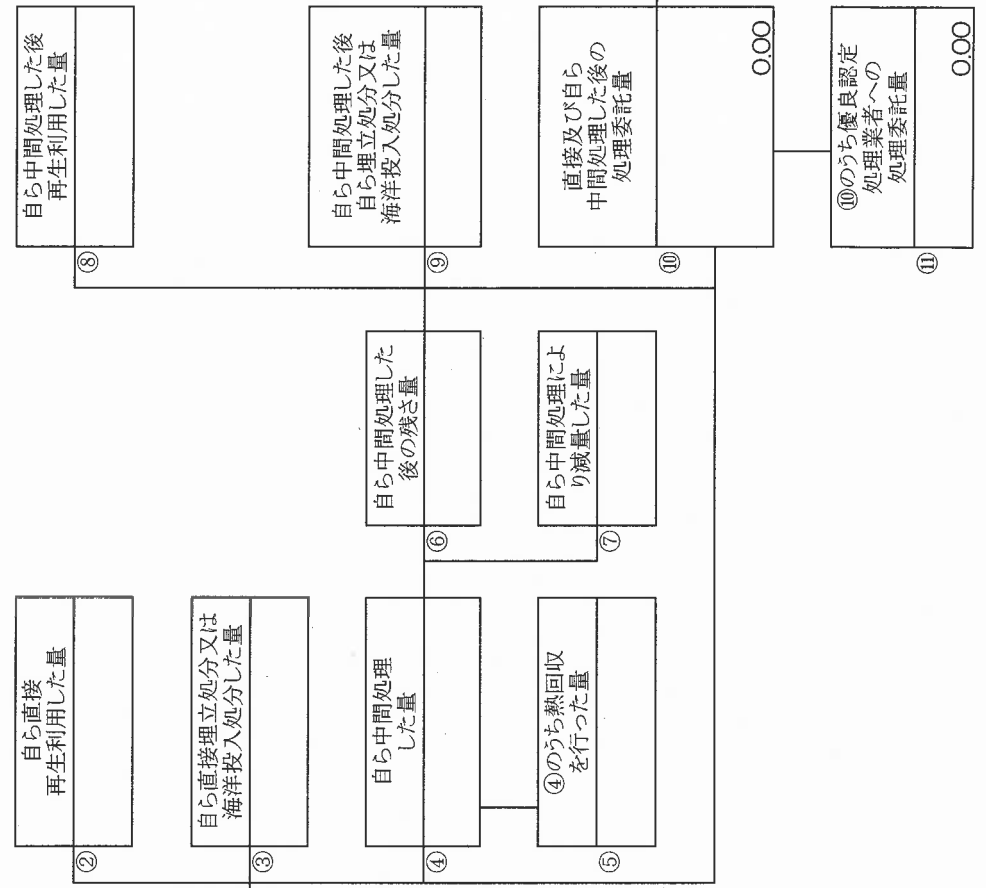 ②
自ら直接
再生利用した量
③
自ら直接埋立処分又は
海洋投入処分した量
④
自ら中間処理
した量
⑤
④のうち熱回収
を行った量
⑥
自ら中間処理した
後の残さ量
⑦
自ら中間処理によ
り減量した量
⑧
自ら中間処理した後
再生利用した量
⑨
自ら中間処理した後
自ら埋立処分又は
海洋投入処分した量
⑩
直接及び自ら
中間処理した後の
処理委託量
0.00
⑪
⑩のうち優良認定
処理業者への
処理委託量
0.00